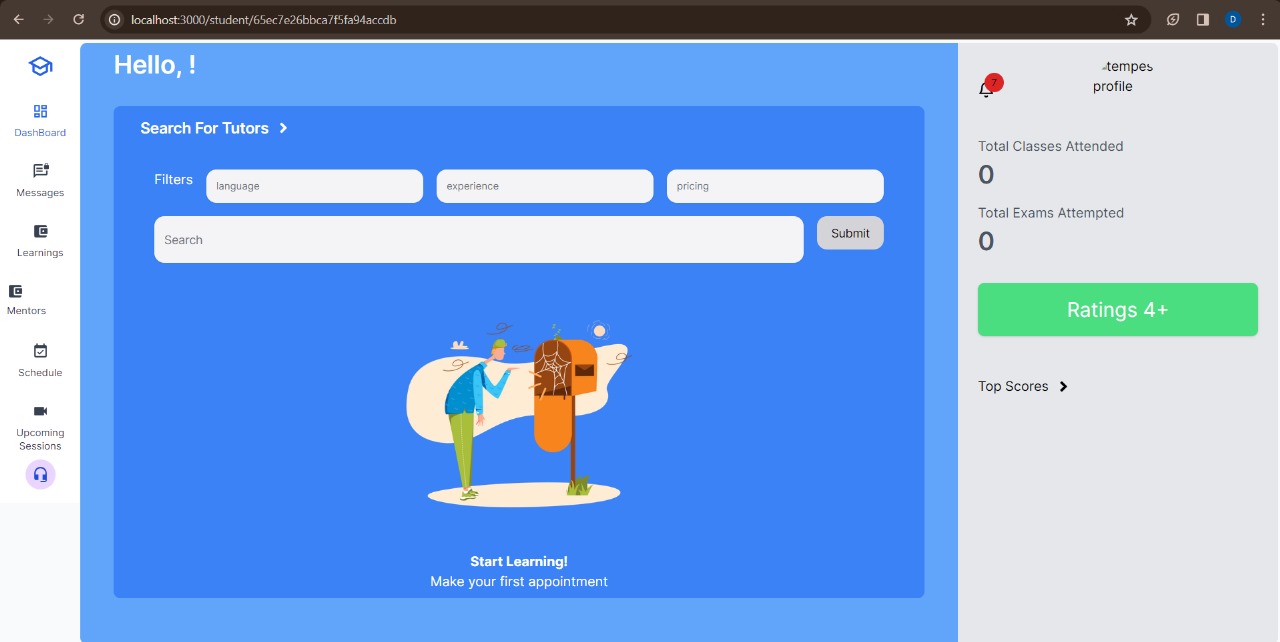 localhost:3000/student/65ec7e26bbca7f5fa94accdb
D
Hello, !
DashBoard
Messages
Learnings
Mentors
Schedule
Upcoming
Sessions
Search For Tutors
Filters
language
experience
pricing
Search
Submit
z
z
Start Learning!
Make your first appointment
7
tempes
profile
Total Classes Attended
0
Total Exams Attempted
0
Ratings 4+
Top Scores